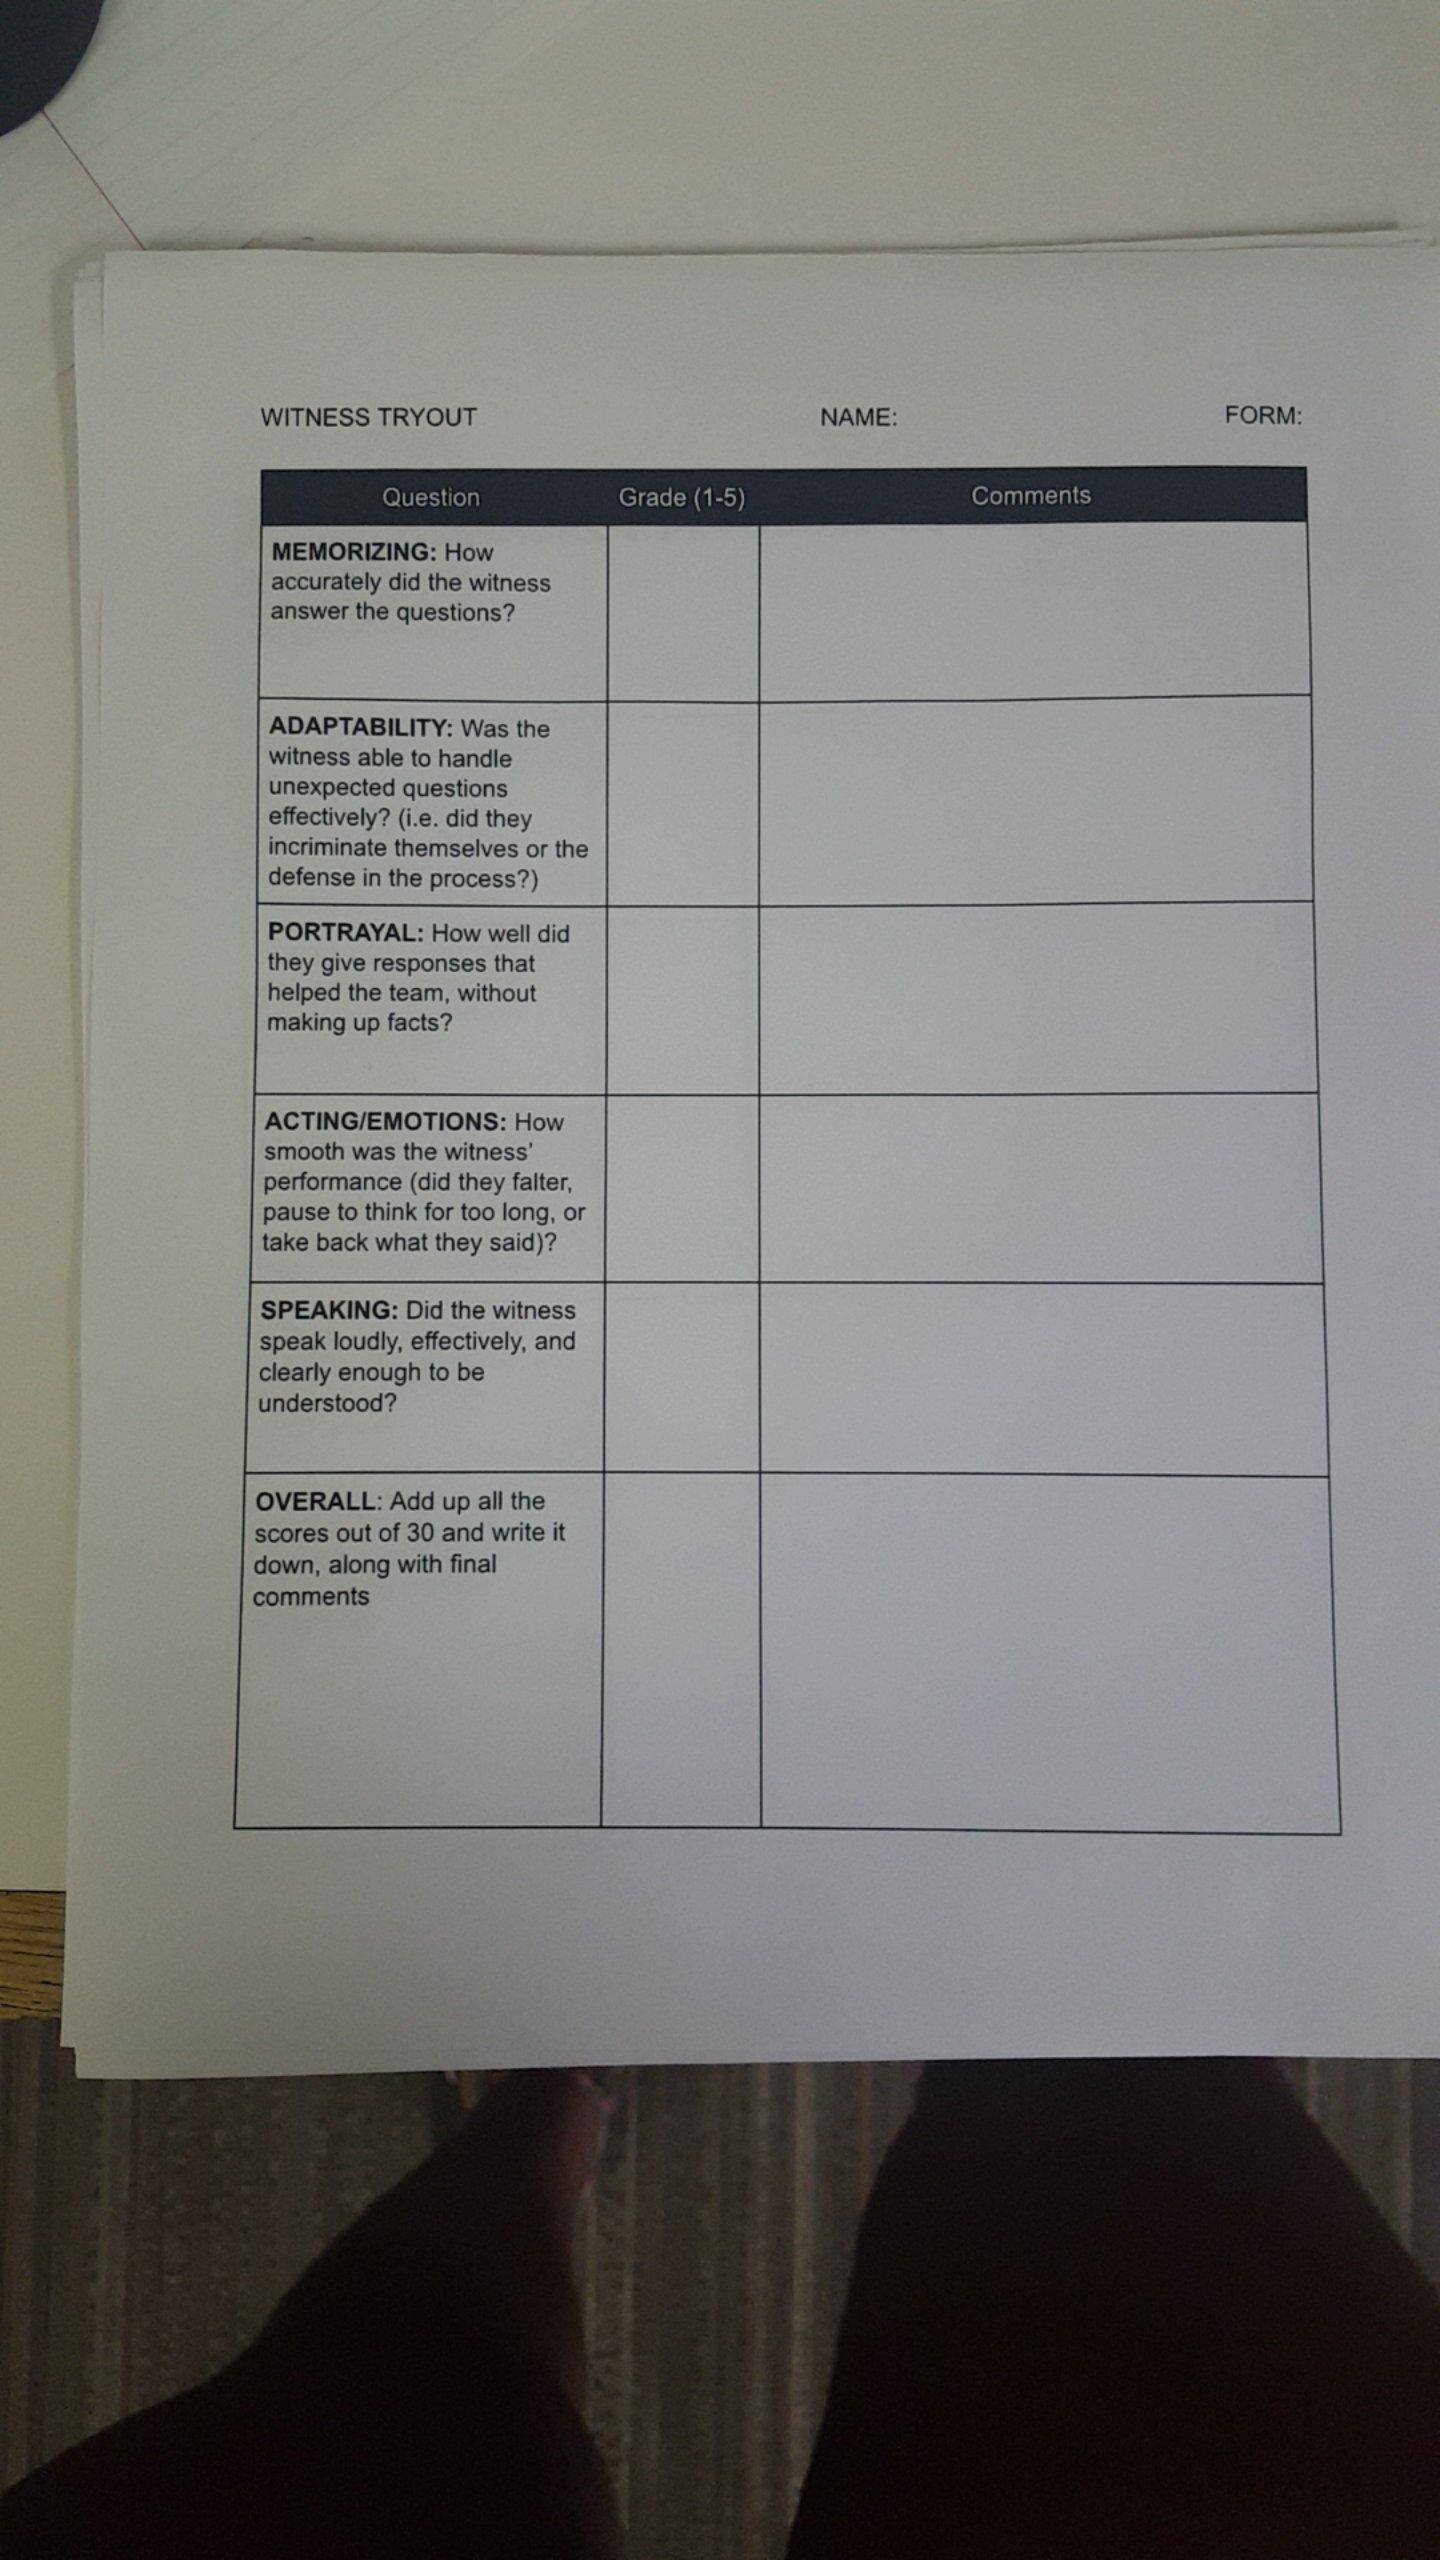 WITNESS TRYOUT NAME: FORM:
Question Grade (1-5) Comments
MEMORIZING: How
accurately did the witness
answer the questions?
ADAPTABILITY: Was the
witness able to handle
unexpected questions
effectively? (i.e. did they
incriminate themselves or the
defense in the process?)
PORTRAYAL: How well did
they give responses that
helped the team, without
making up facts?
ACTING/EMOTIONS: How
smooth was the witness'
performance (did they falter,
pause to think for too long, or
take back what they said)?
SPEAKING: Did the witness
speak loudly, effectively, and
clearly enough to be
understood?
OVERALL: Add up all the
scores out of 30 and write it
down, along with final
comments